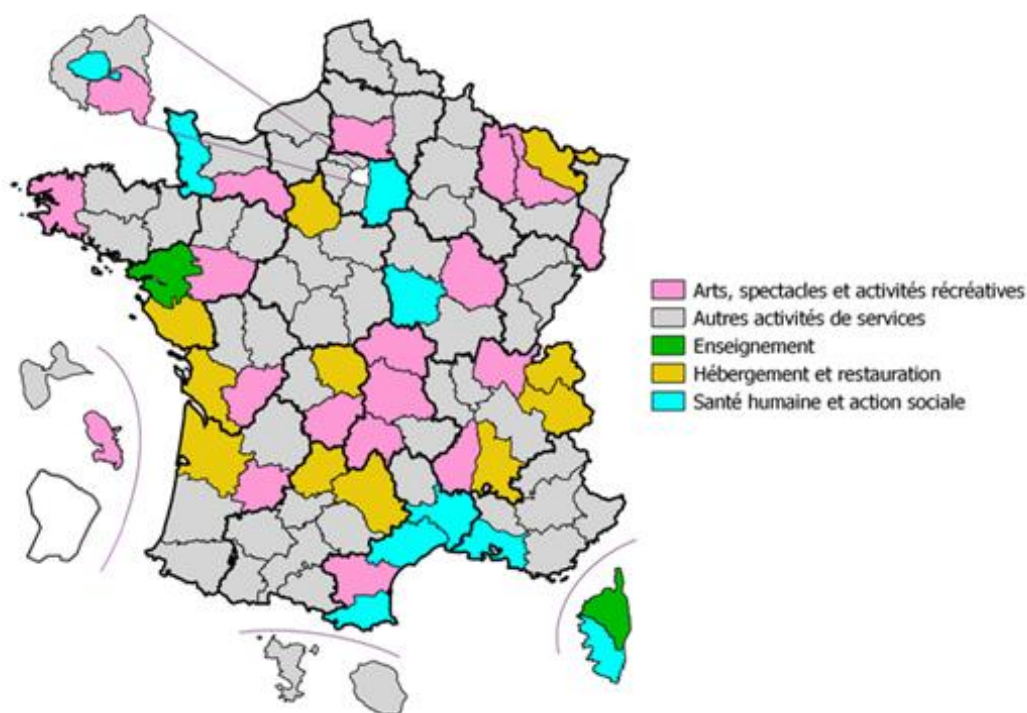 Arts, spectacles et activités récréatives
Autres activités de services
Enseignement
Hébergement et restauration
Santé humaine et action sociale